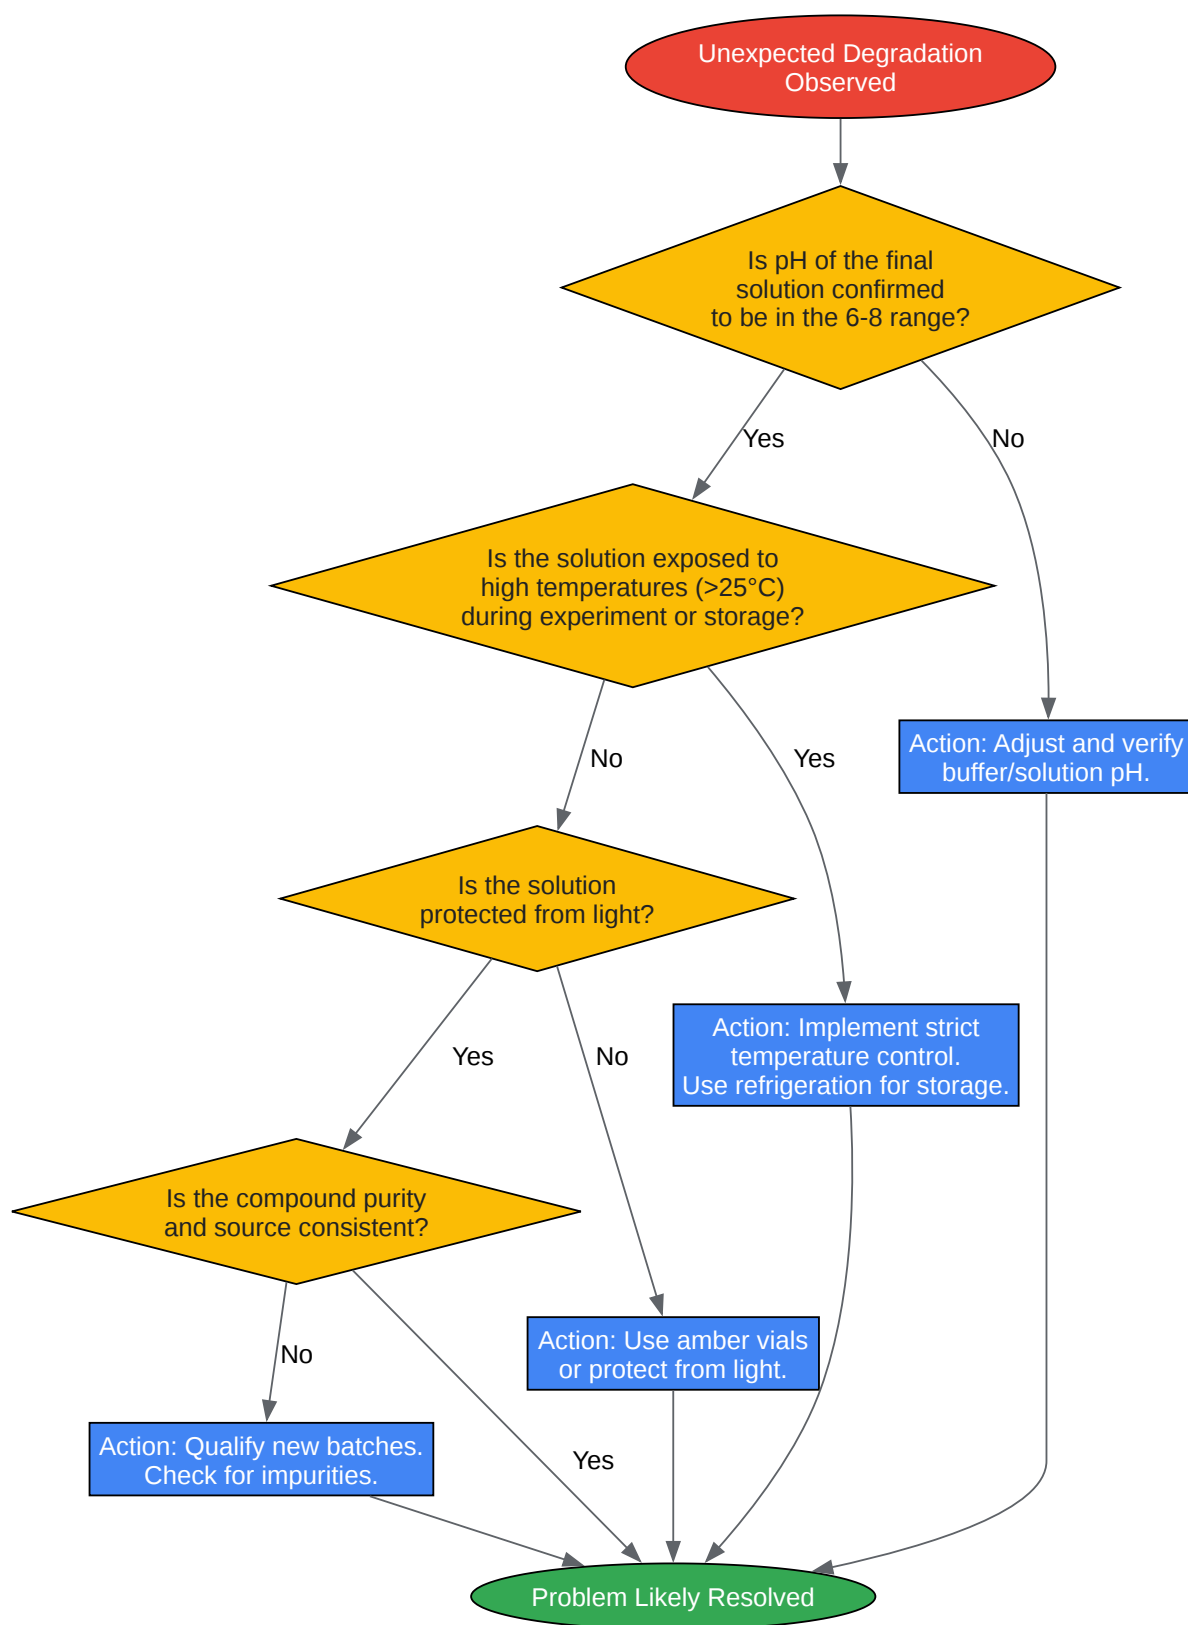 Unexpected Degradation
Observed
Is pH of the final
solution confirmed
to be in the 6-8 range?
Yes
No
Is the solution exposed to
high temperatures (>25°C)
during experiment or storage?
Action: Adjust and verify
buffer/solution pH.
No
Yes
Is the solution
protected from light?
Action: Implement strict
temperature control.
Use refrigeration for storage.
Yes
No
Is the compound purity
and source consistent?
Action: Use amber vials
or protect from light.
No
Action: Qualify new batches.
Check for impurities.
Yes
Problem Likely Resolved